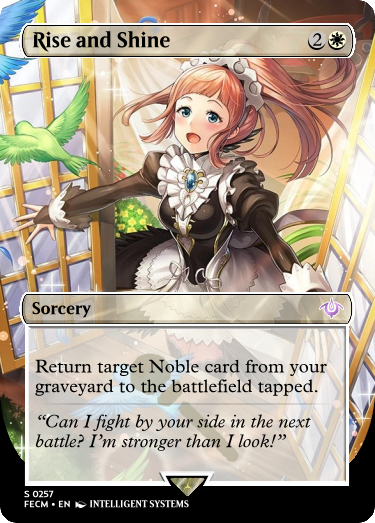 Rise and Shine 2
Sorcery
Return target Noble card from your
graveyard to the battlefield tapped.
“Can I fight by your side in the next
battle? I’m stronger than I look!”
S 0257
FECM • EN INTELLIGENT SYSTEMS